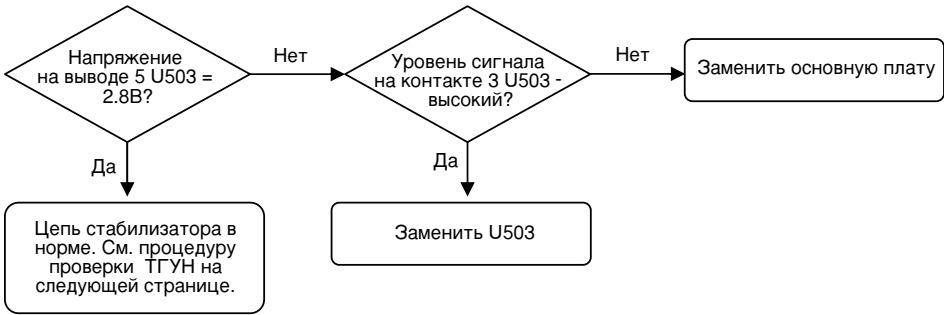 Напряжение
на выводе 5 U503 =
2.8В?
Нет
Уровень сигнала
на контакте 3 U503 -
высокий?
Нет
Заменить основную плату
Да
Да
Цепь стабилизатора в
норме. См. процедуру
проверки ТГУН на
следующей странице.
Заменить U503